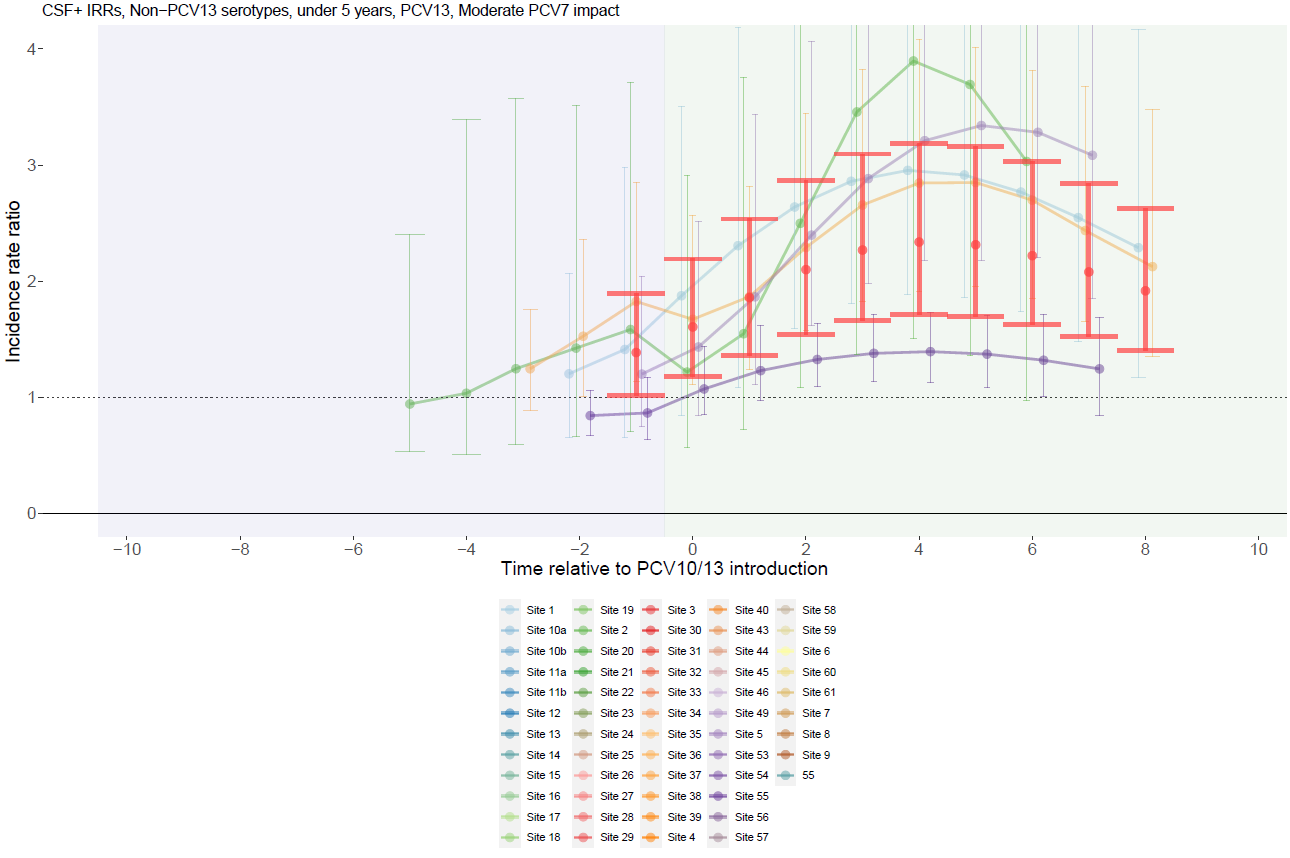 CSF+ IRRs, Non−PCV13 serotypes, under 5 years, PCV13, Moderate PCV7 impact
Incidence rate ratio
4
3
2
1
0
−10 −8 −6 −4 −2 0 2 4 6 8 10
Time relative to PCV10/13 introduction
Site 1 Site 19 Site 3 Site 40 Site 58
Site 10a Site 2 Site 30 Site 43 Site 59
Site 10b Site 20 Site 31 Site 44 Site 6
Site 11a Site 21 Site 32 Site 45 Site 60
Site 11b Site 22 Site 33 Site 46 Site 61
Site 12 Site 23 Site 34 Site 49 Site 7
Site 13 Site 24 Site 35 Site 5 Site 8
Site 14 Site 25 Site 36 Site 53 Site 9
Site 15 Site 26 Site 37 Site 54 55
Site 16 Site 27 Site 38 Site 55
Site 17 Site 28 Site 39 Site 56
Site 18 Site 29 Site 4 Site 57